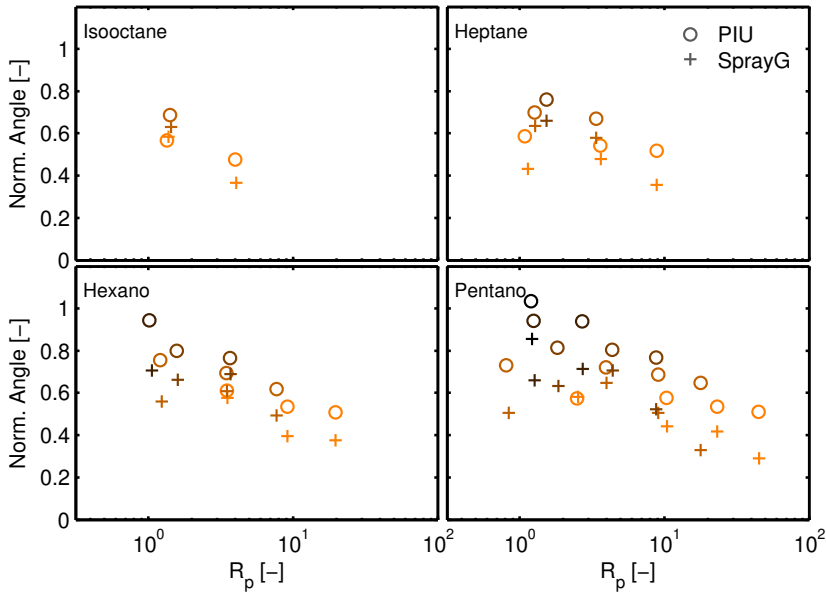 Isooctane
Heptane
PIU
SprayG
Norm. Angle [−]
1
0.8
0.6
0.4
0.2
0
Hexano
Pentano
Norm. Angle [−]
1
0.8
0.6
0.4
0.2
0
10⁰ 10¹ 10² 10⁰ 10¹ 10²
R_p [−] R_p [−]